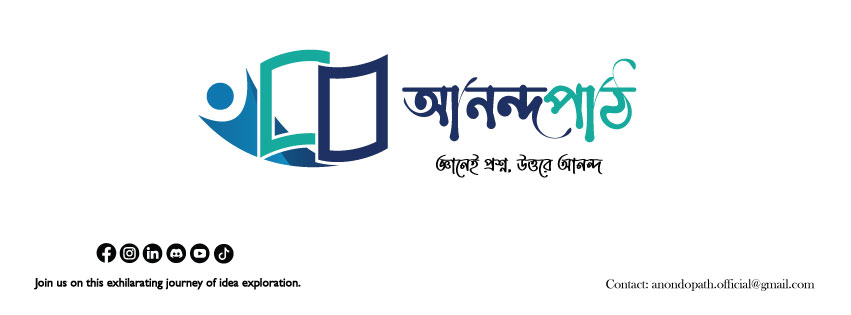 আনন্দপাঠ
জ্ঞানেই প্রশ্ন, উত্তরে আনন্দ
Join us on this exhilarating journey of idea exploration.
Contact: anondopath.official@gmail.com